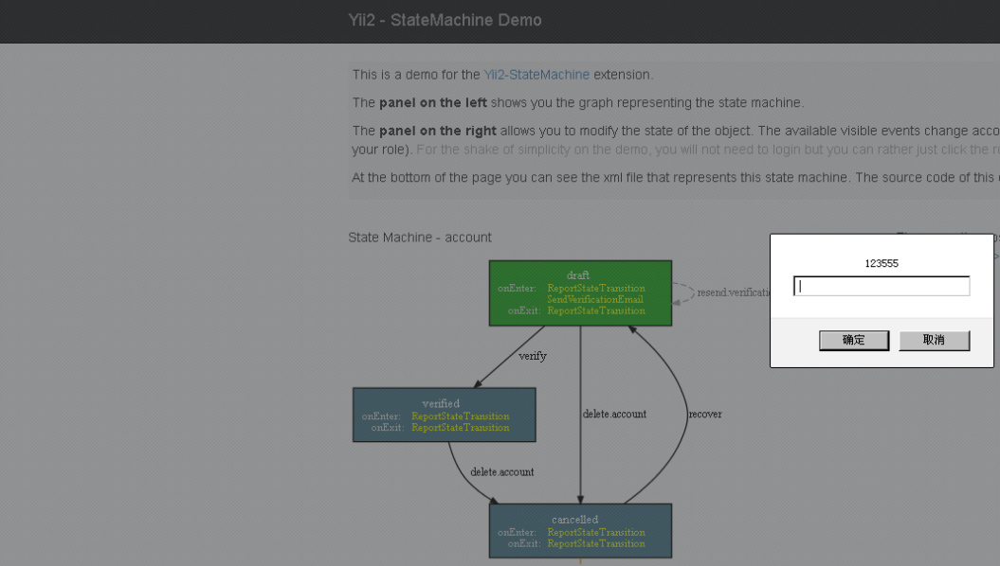 Yii2 - StateMachine Demo
This is a demo for the Yii2-StateMachine extension.
The panel on the left shows you the graph representing the state machine.
The panel on the right allows you to modify the state of the object. The available visible events change acco
your role). For the shake of simplicity on the demo, you will not need to login but you can rather just click the
At the bottom of the page you can see the xml file that represents this state machine. The source code of this
State Machine - account
123555
确定
取消
draft
onEnter: ReportStateTransition
SendVerificationEmail
onExit: ReportStateTransition
resend.verificatio
verify
verified
onEnter: ReportStateTransition
onExit: ReportStateTransition
delete.account
recover
delete.account
cancelled
onEnter: ReportStateTransition
onExit: ReportStateTransition